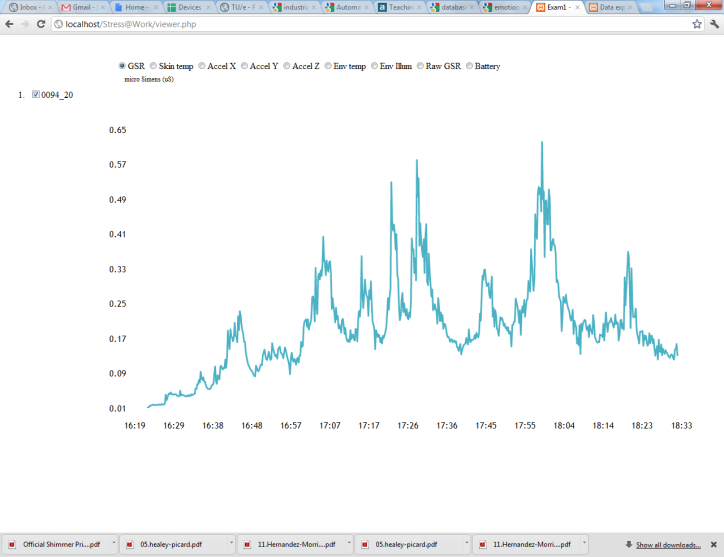 Inbox - (
Gmail -
Home -
Devices
TU/e - F
industri
Automa
Teachin
databas
emotion
Exam1 -
Data exp
localhost/Stress@Work/viewer.php
GSR Skin temp Accel X Accel Y Accel Z Env temp Env Illum Raw GSR Battery
micro Simens (uS)
1. 0094_20
0.65
0.57
0.49
0.41
0.33
0.25
0.17
0.09
0.01
16:19 16:29 16:38 16:48 16:57 17:07 17:17 17:26 17:36 17:45 17:55 18:04 18:14 18:23 18:33
Official Shimmer Pri....pdf 05.healey-picard.pdf 11.Hernandez-Morri....pdf 05.healey-picard.pdf 11.Hernandez-Morri....pdf Show all downloads...